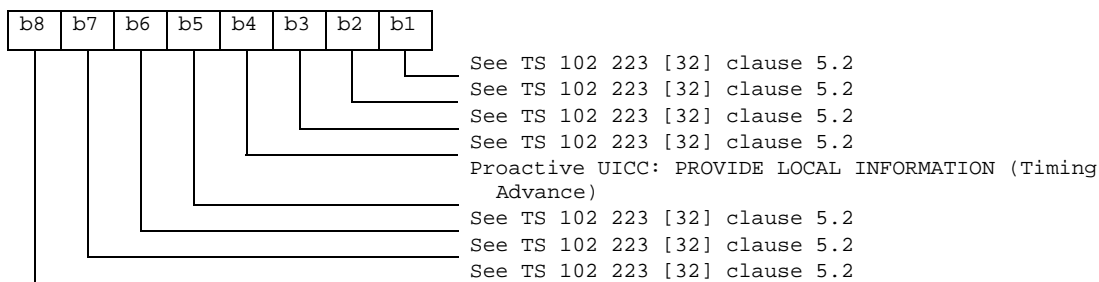 b8 b7 b6 b5 b4 b3 b2 b1
See TS 102 223 [32] clause 5.2
See TS 102 223 [32] clause 5.2
See TS 102 223 [32] clause 5.2
See TS 102 223 [32] clause 5.2
Proactive UICC: PROVIDE LOCAL INFORMATION (Timing
Advance)
See TS 102 223 [32] clause 5.2
See TS 102 223 [32] clause 5.2
See TS 102 223 [32] clause 5.2